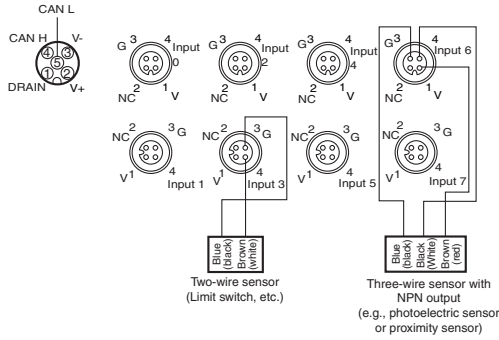 CAN L
CAN H
V-
4
3
5
1
2
DRAIN
V+
G
3
4
Input
0
2
NC
1
V
G
3
4
Input
2
2
NC
1
V
G
3
4
Input
4
2
NC
1
V
G
3
4
Input 6
2
NC
1
V
NC
2
3
G
V
1
4
Input 1
NC
2
3
G
V
1
4
Input 3
NC
2
3
G
V
1
4
Input 5
NC
2
3
G
V
1
4
Input 7
Blue
(black)
Brown
(white)
Blue
(black)
Black
(White)
Brown
(red)
Two-wire sensor
(Limit switch, etc.)
Three-wire sensor with
NPN output
(e.g., photoelectric sensor
or proximity sensor)